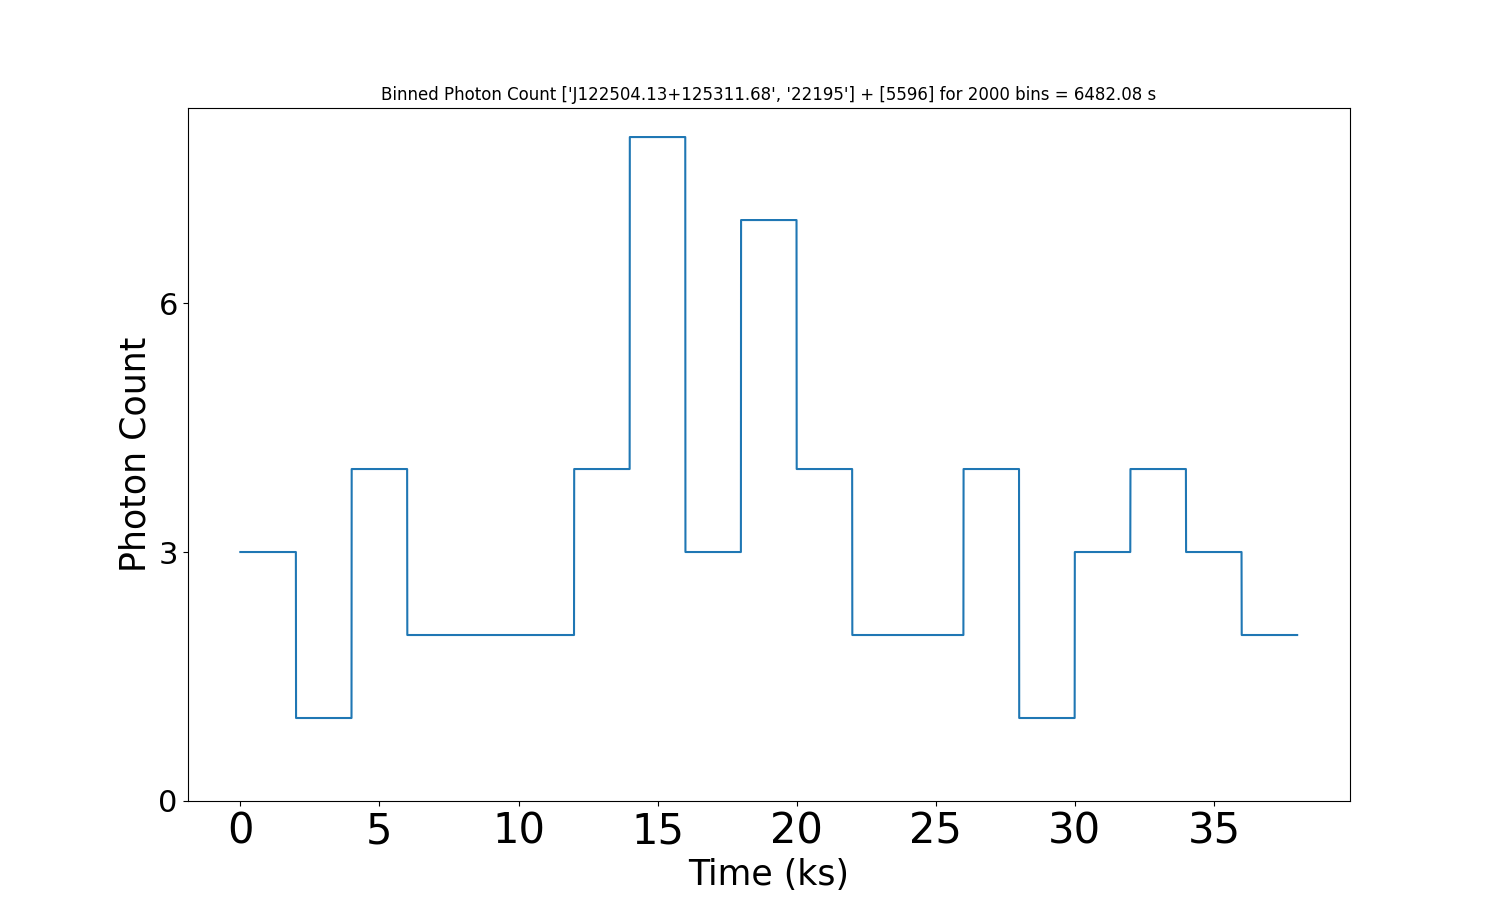 Binned Photon Count ['J122504.13+125311.68', '22195'] + [5596] for 2000 bins = 6482.08 s
Photon Count
6
3
0
0 5 10 15 20 25 30 35
Time (ks)